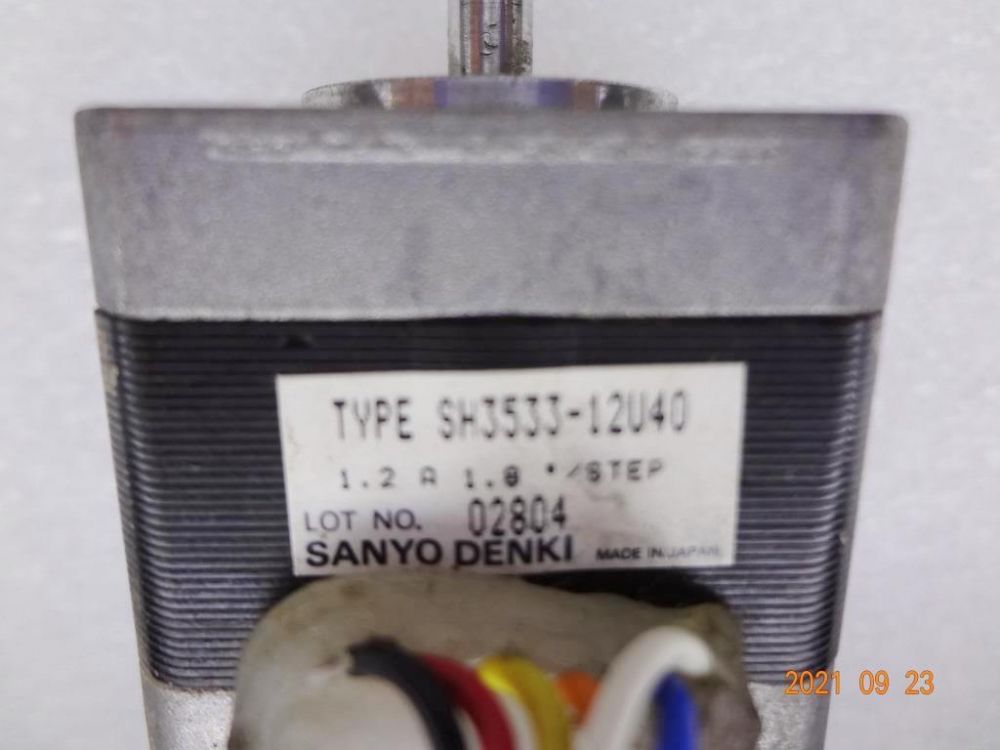 TYPE SH3533-12U40
1.2 A 1.8 °/STEP
LOT NO. 02804
SANYO DENKI MADE IN JAPAN
2021 09 23